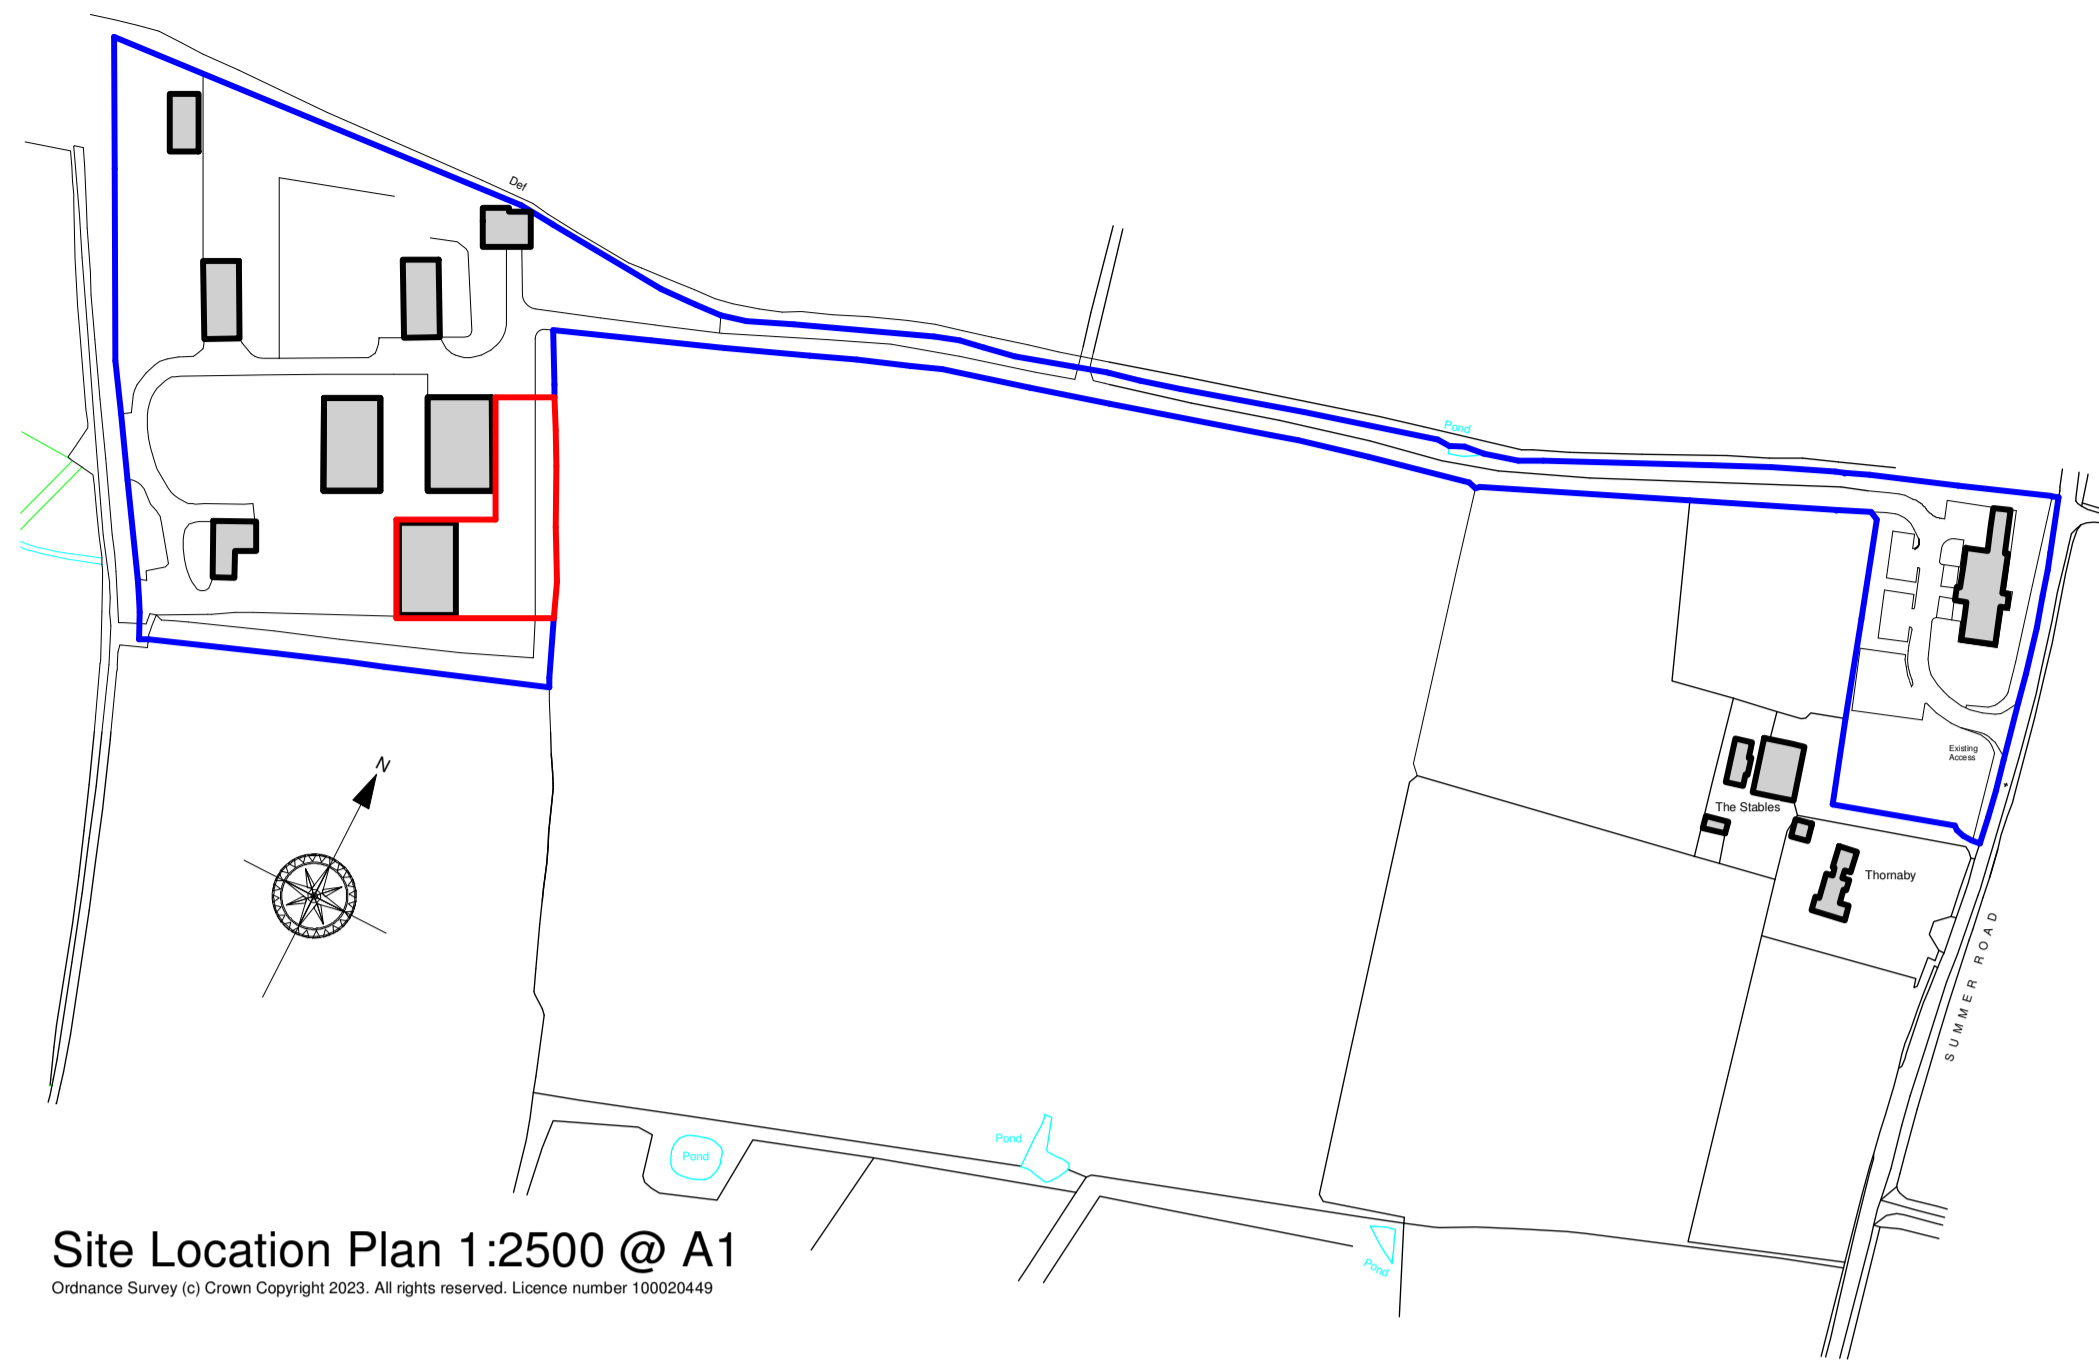 Def
Pond
Existing
Access
The Stables
Thornaby
N
SUMMER ROAD
Pond
Pond
Pond
Site Location Plan 1:2500 @ A1
Ordnance Survey (c) Crown Copyright 2023. All rights reserved. Licence number 100020449